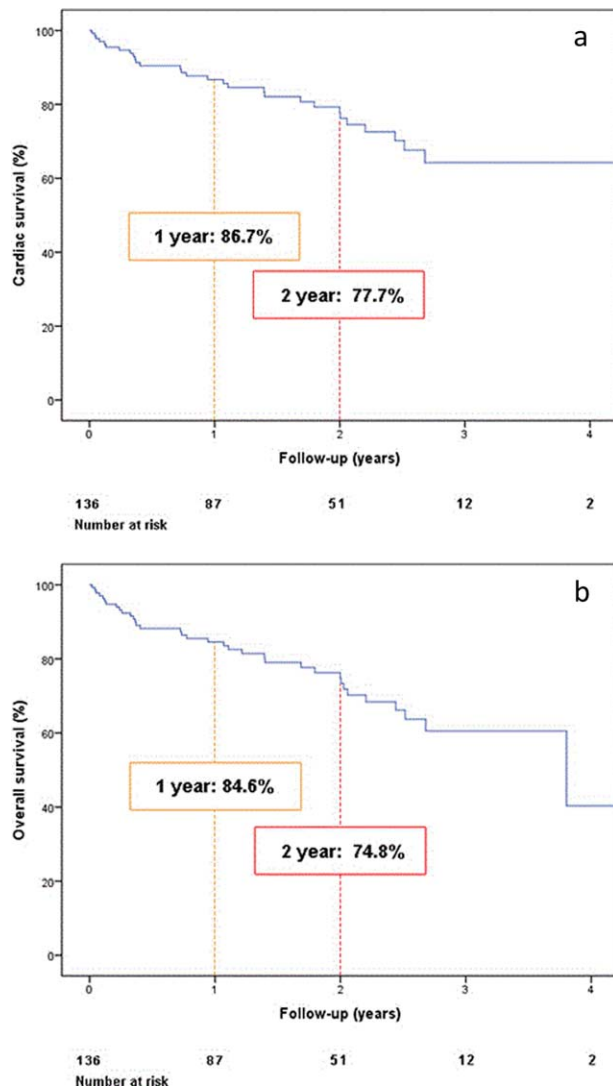 a
100
80
60
40
20
0
Cardiac survival (%)
1 year: 86.7%
2 year: 77.7%
0 1 2 3 4
Follow-up (years)
136 87 51 12 2
Number at risk
b
100
80
60
40
20
0
Overall survival (%)
1 year: 84.6%
2 year: 74.8%
0 1 2 3 4
Follow-up (years)
136 87 51 12 2
Number at risk